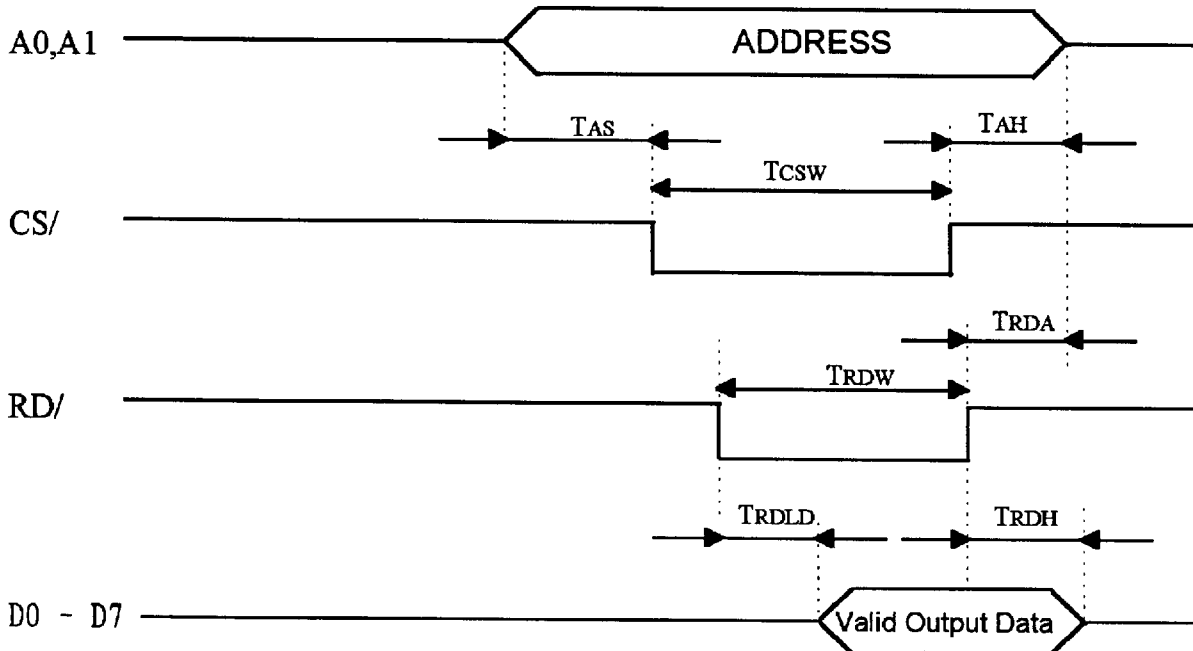 A0,A1
ADDRESS
TAS
TAH
TCSW
CS/
TRDA
TRDW
RD/
TRDLD
TRDH
D0 - D7
Valid Output Data